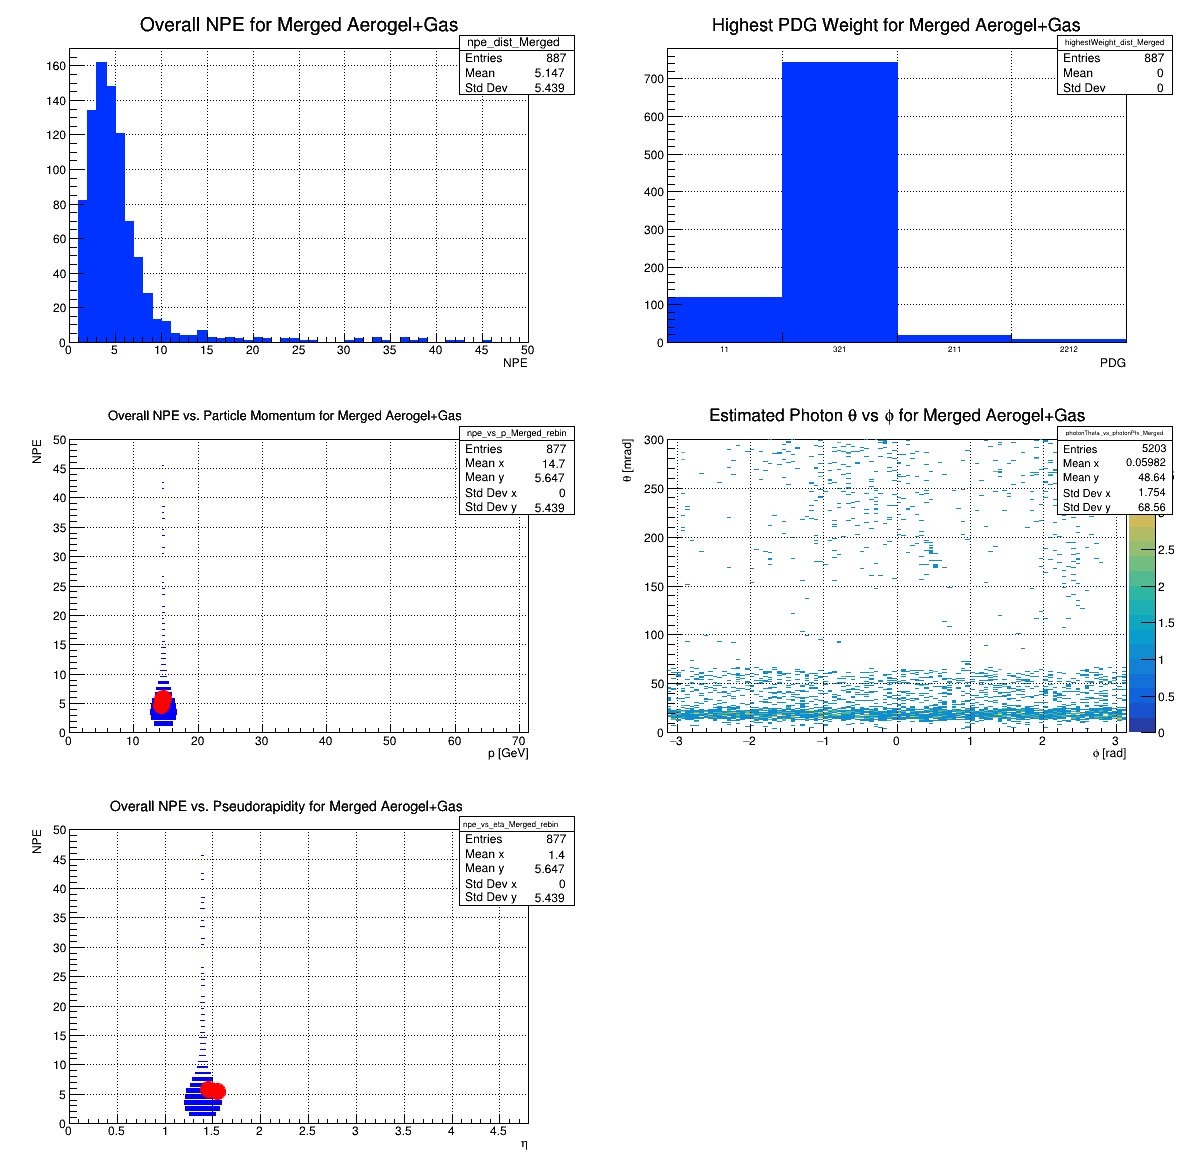 Overall NPE for Merged Aerogel+Gas
npe_dist_Merged
Entries 887
Mean 5.147
Std Dev 5.439
160
140
120
100
80
60
40
20
0
0 5 10 15 20 25 30 35 40 45 50
NPE
Highest PDG Weight for Merged Aerogel+Gas
highestWeight_dist_Merged
Entries 887
Mean 0
Std Dev 0
700
600
500
400
300
200
100
0
11 321 211 2212
PDG
Overall NPE vs. Particle Momentum for Merged Aerogel+Gas
npe_vs_p_Merged_rebin
Entries 877
Mean x 14.7
Mean y 5.647
Std Dev x 0
Std Dev y 5.439
NPE
50
45
40
35
30
25
20
15
10
5
0
0 10 20 30 40 50 60 70
p [GeV]
Estimated Photon θ vs ϕ for Merged Aerogel+Gas
photonTheta_vs_photonPhi_Merged
Entries 5203
Mean x 0.05982
Mean y 48.64
Std Dev x 1.754
Std Dev y 68.56
θ [mrad]
300
250
200
150
100
50
0
−3 −2 −1 0 1 2 3
ϕ [rad]
2.5
2
1.5
1
0.5
0
Overall NPE vs. Pseudorapidity for Merged Aerogel+Gas
npe_vs_eta_Merged_rebin
Entries 877
Mean x 1.4
Mean y 5.647
Std Dev x 0
Std Dev y 5.439
NPE
50
45
40
35
30
25
20
15
10
5
0
0 0.5 1 1.5 2 2.5 3 3.5 4 4.5
η